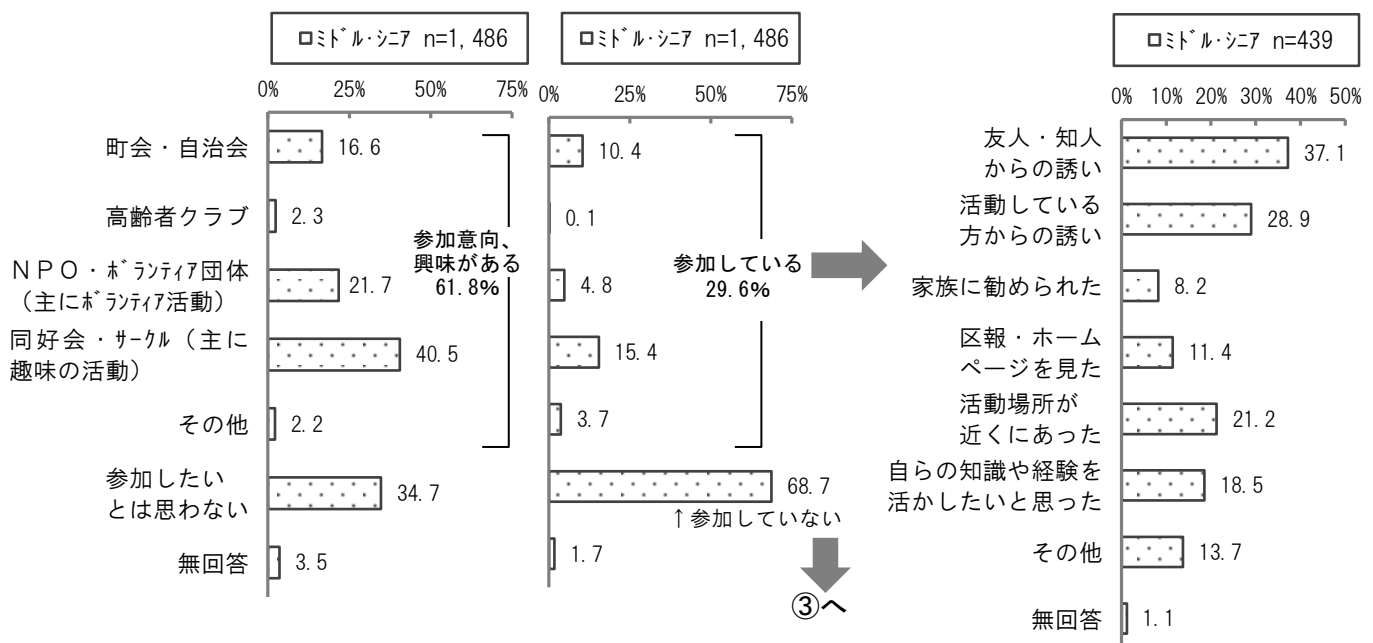 ﾐﾄﾞﾙ･ｼﾆｱ n=1,486
0% 25% 50% 75%
町会・自治会 16.6
高齢者クラブ 2.3
ＮＰＯ・ﾎﾞﾗﾝﾃｨｱ団体
（主にﾎﾞﾗﾝﾃｨｱ活動） 21.7
同好会・ｻｰｸﾙ（主に
趣味の活動） 40.5
その他 2.2
参加したい
とは思わない 34.7
無回答 3.5
参加意向、
興味がある
61.8%
ﾐﾄﾞﾙ･ｼﾆｱ n=1,486
0% 25% 50% 75%
10.4
0.1
4.8
15.4
3.7
68.7
↑参加していない
1.7
参加している
29.6%
③へ
ﾐﾄﾞﾙ･ｼﾆｱ n=439
0% 10% 20% 30% 40% 50%
友人・知人
からの誘い 37.1
活動している
方からの誘い 28.9
家族に勧められた 8.2
区報・ホーム
ページを見た 11.4
活動場所が
近くにあった 21.2
自らの知識や経験を
活かしたいと思った 18.5
その他 13.7
無回答 1.1